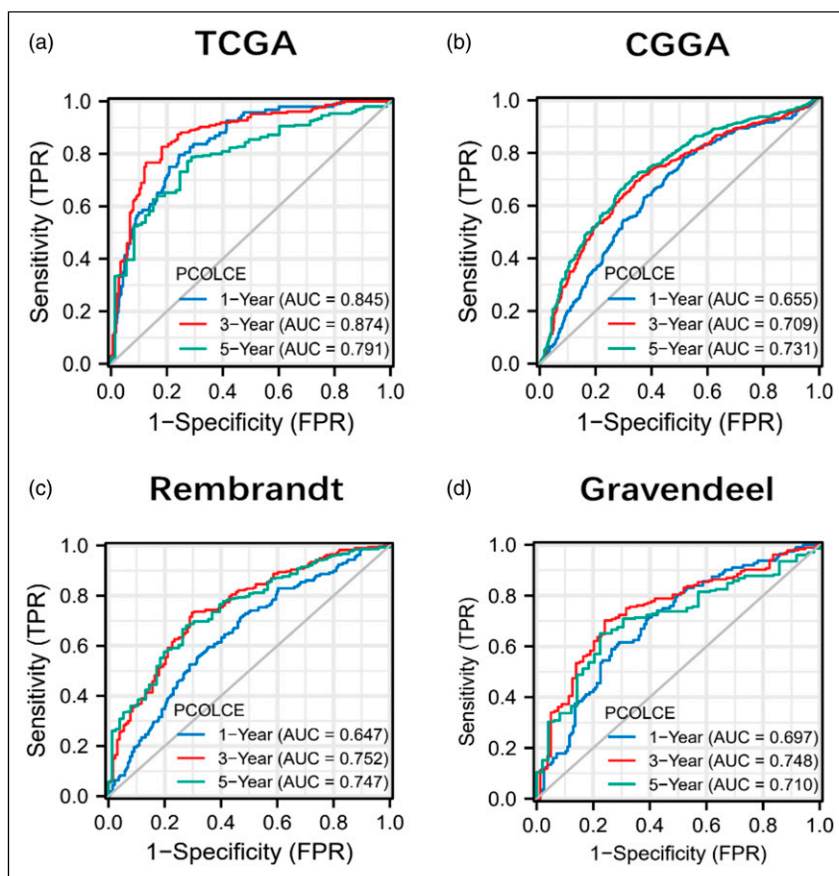 (a) TCGA
Sensitivity (TPR)
1.0
0.8
0.6
0.4
0.2
0.0
PCOLCE
1−Year (AUC = 0.845)
3−Year (AUC = 0.874)
5−Year (AUC = 0.791)
0.0 0.2 0.4 0.6 0.8 1.0
1−Specificity (FPR)
(b) CGGA
Sensitivity (TPR)
1.0
0.8
0.6
0.4
0.2
0.0
PCOLCE
1−Year (AUC = 0.655)
3−Year (AUC = 0.709)
5−Year (AUC = 0.731)
0.0 0.2 0.4 0.6 0.8 1.0
1−Specificity (FPR)
(c) Rembrandt
Sensitivity (TPR)
1.0
0.8
0.6
0.4
0.2
0.0
PCOLCE
1−Year (AUC = 0.647)
3−Year (AUC = 0.752)
5−Year (AUC = 0.747)
0.0 0.2 0.4 0.6 0.8 1.0
1−Specificity (FPR)
(d) Gravendeel
Sensitivity (TPR)
1.0
0.8
0.6
0.4
0.2
0.0
PCOLCE
1−Year (AUC = 0.697)
3−Year (AUC = 0.748)
5−Year (AUC = 0.710)
0.0 0.2 0.4 0.6 0.8 1.0
1−Specificity (FPR)